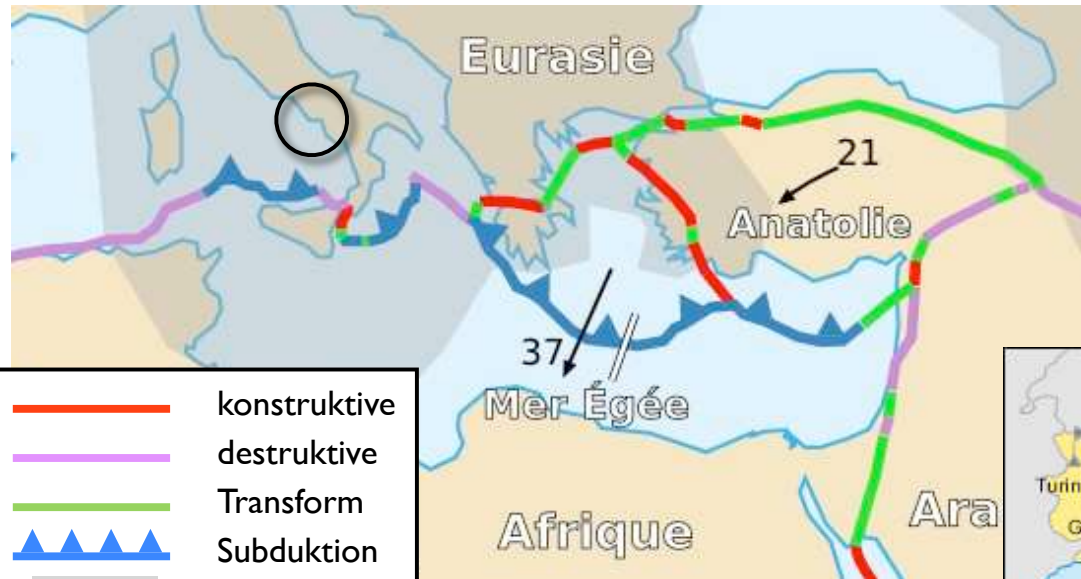 Eurasie
21
Anatolie
37
Mer Égée
konstruktive
destruktive
Transform
Subduktion
Afrique
Ara
Turin
G